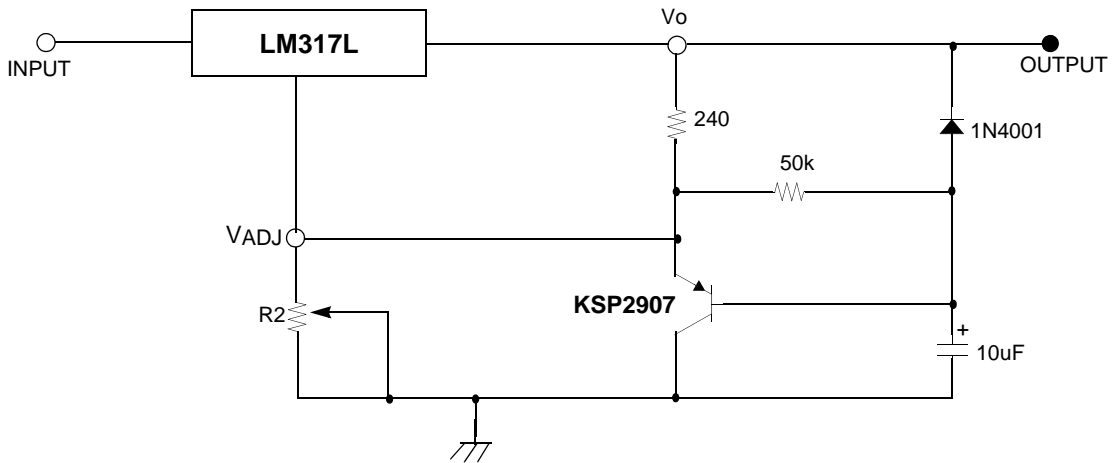 Vo
LM317L
INPUT
OUTPUT
240
1N4001
50k
VADJ
KSP2907
R2
+
10uF